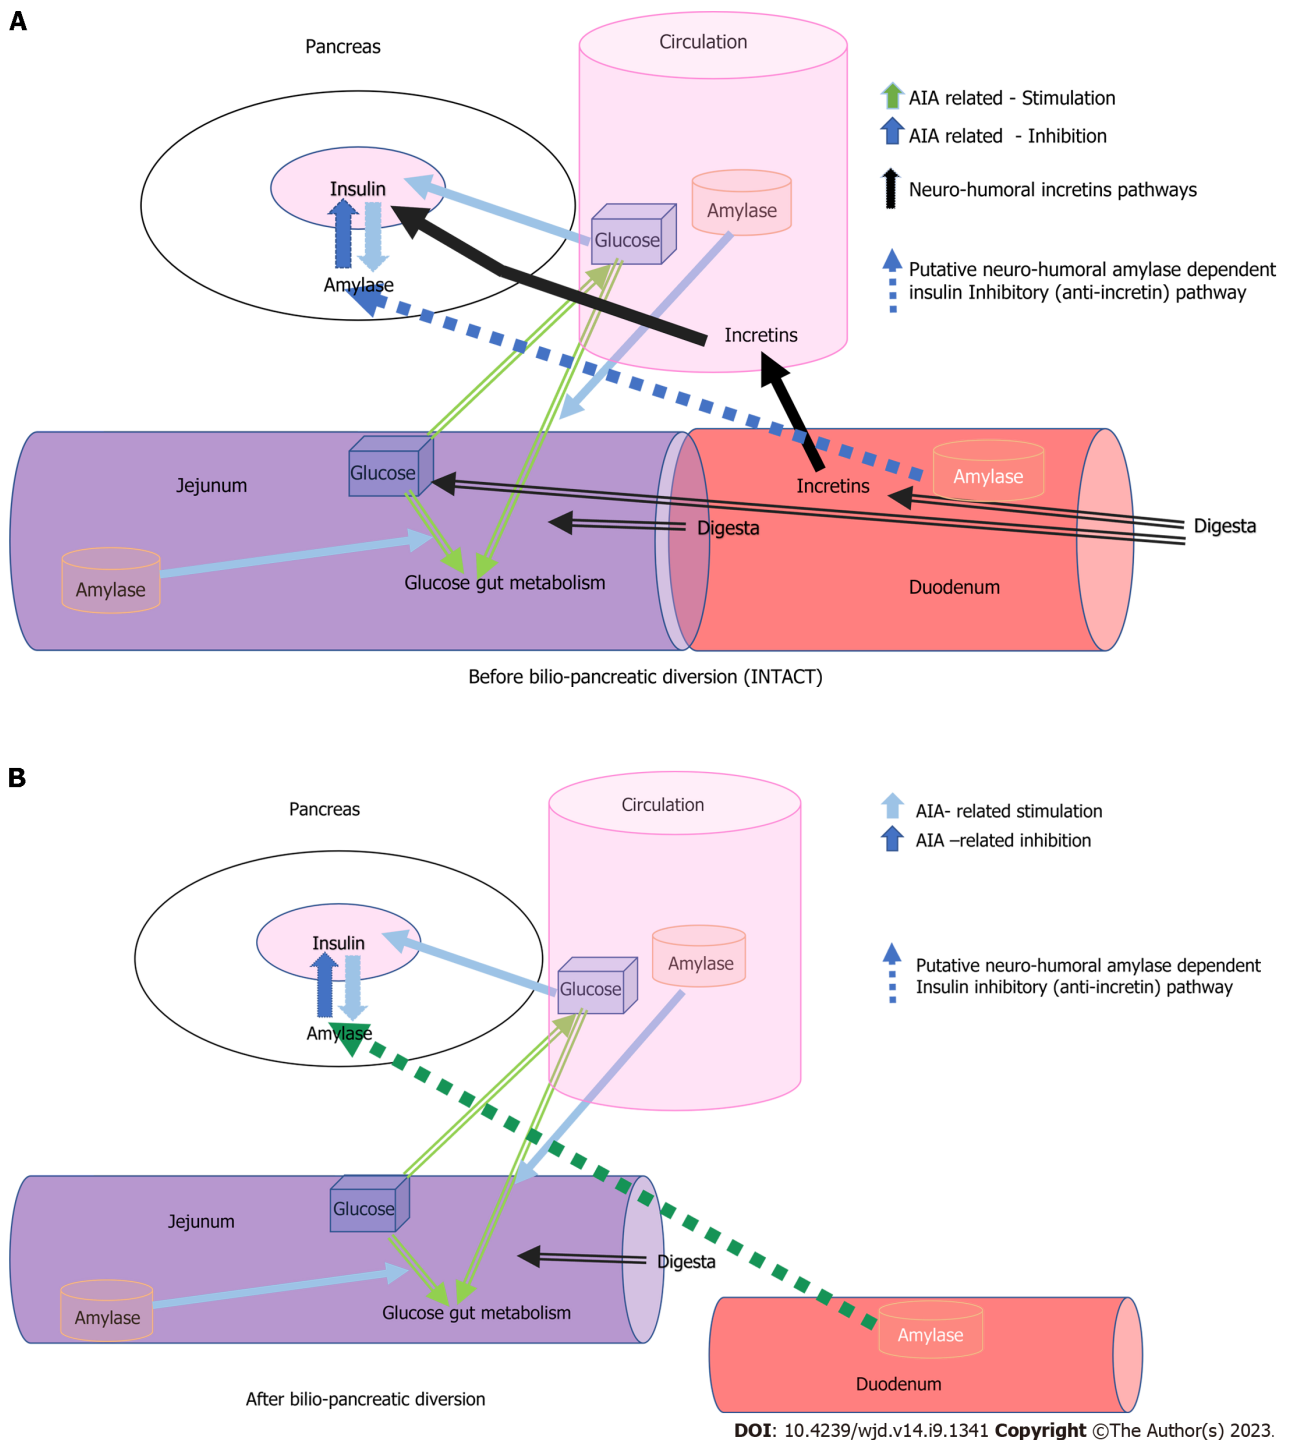 A
Pancreas
Circulation
AIA related - Stimulation
AIA related - Inhibition
Neuro-humoral incretins pathways
Putative neuro-humoral amylase dependent
insulin Inhibitory (anti-incretin) pathway
Insulin
Amylase
Glucose
Amylase
Incretins
Jejunum
Glucose
Amylase
Glucose gut metabolism
Digesta
Incretins
Amylase
Digesta
Duodenum
Before bilio-pancreatic diversion (INTACT)
B
Pancreas
Circulation
AIA- related stimulation
AIA –related inhibition
Putative neuro-humoral amylase dependent
Insulin inhibitory (anti-incretin) pathway
Insulin
Amylase
Glucose
Amylase
Jejunum
Glucose
Amylase
Glucose gut metabolism
Digesta
Amylase
Duodenum
After bilio-pancreatic diversion
DOI: 10.4239/wjd.v14.i9.1341 Copyright ©The Author(s) 2023.